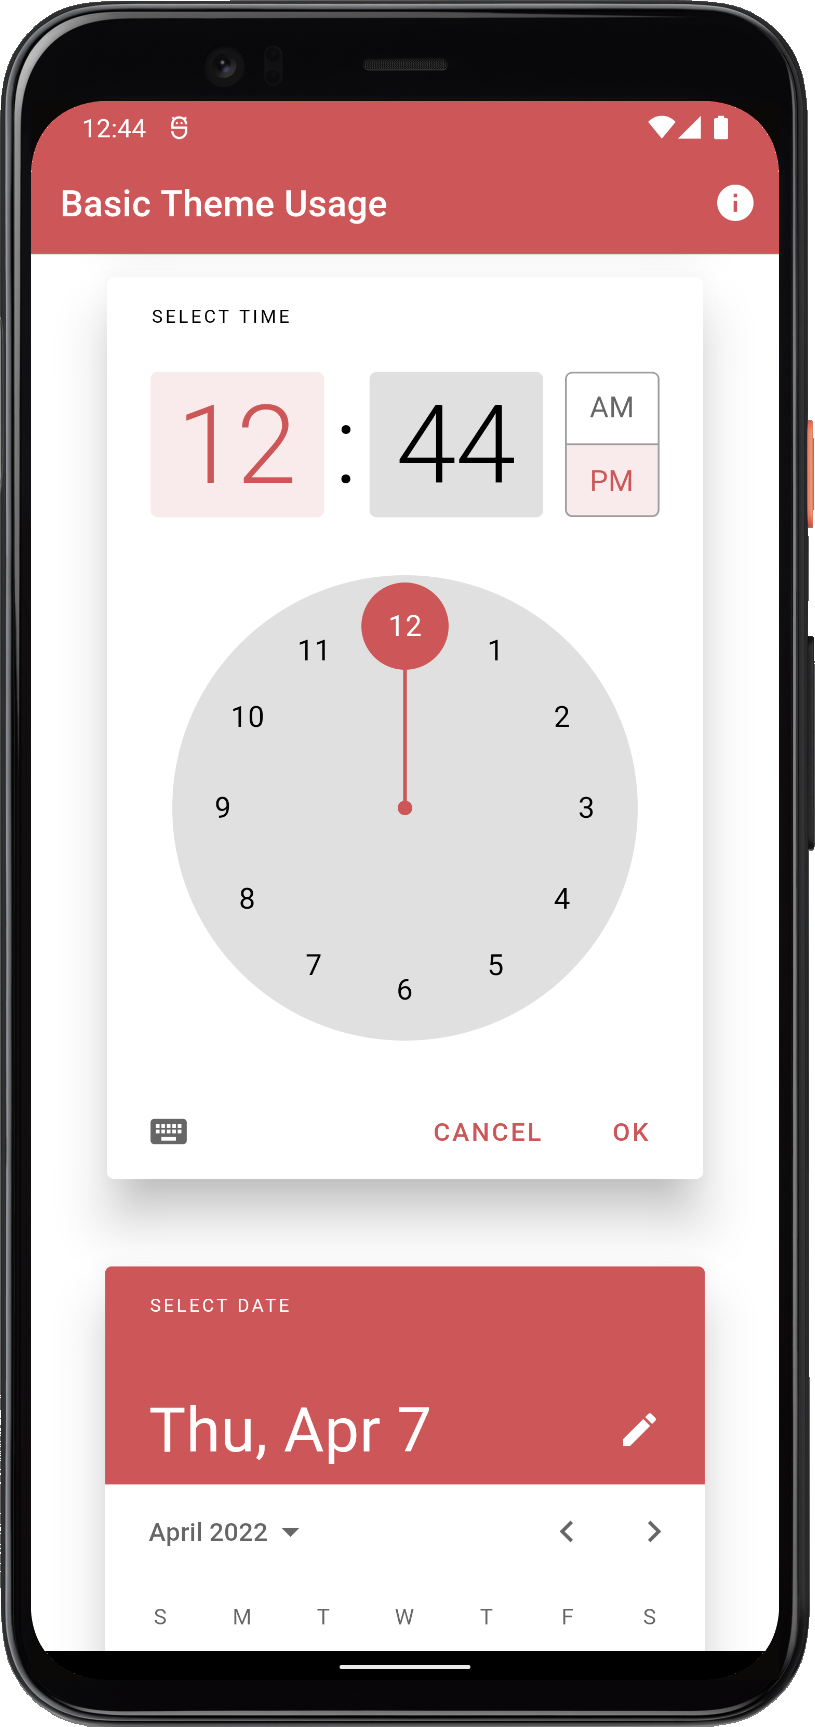 12:44
Basic Theme Usage
SELECT TIME
12 : 44
AM
PM
12
11 1
10 2
9 3
8 4
7 5
6
CANCEL OK
SELECT DATE
Thu, Apr 7
April 2022
S M T W T F S